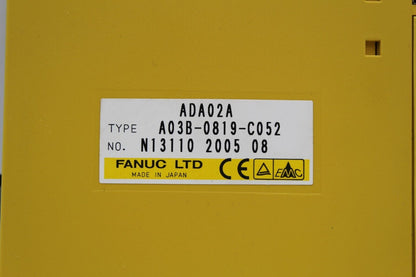 ADA02A
TYPE A03B-0819-C052
NO. N13110 2005 08
FANUC LTD
MADE IN JAPAN
CE
EMC